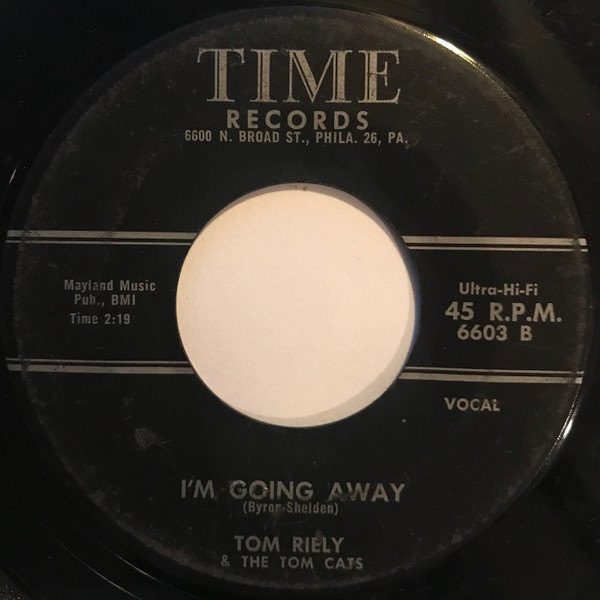 TIME
RECORDS
6600 N. BROAD ST., PHILA. 26, PA.
Mayland Music
Pub., BMI
Time 2:19
Ultra-Hi-Fi
45 R.P.M.
6603 B
VOCAL
I'M GOING AWAY
(Byron-Shelden)
TOM RIELY
& THE TOM CATS